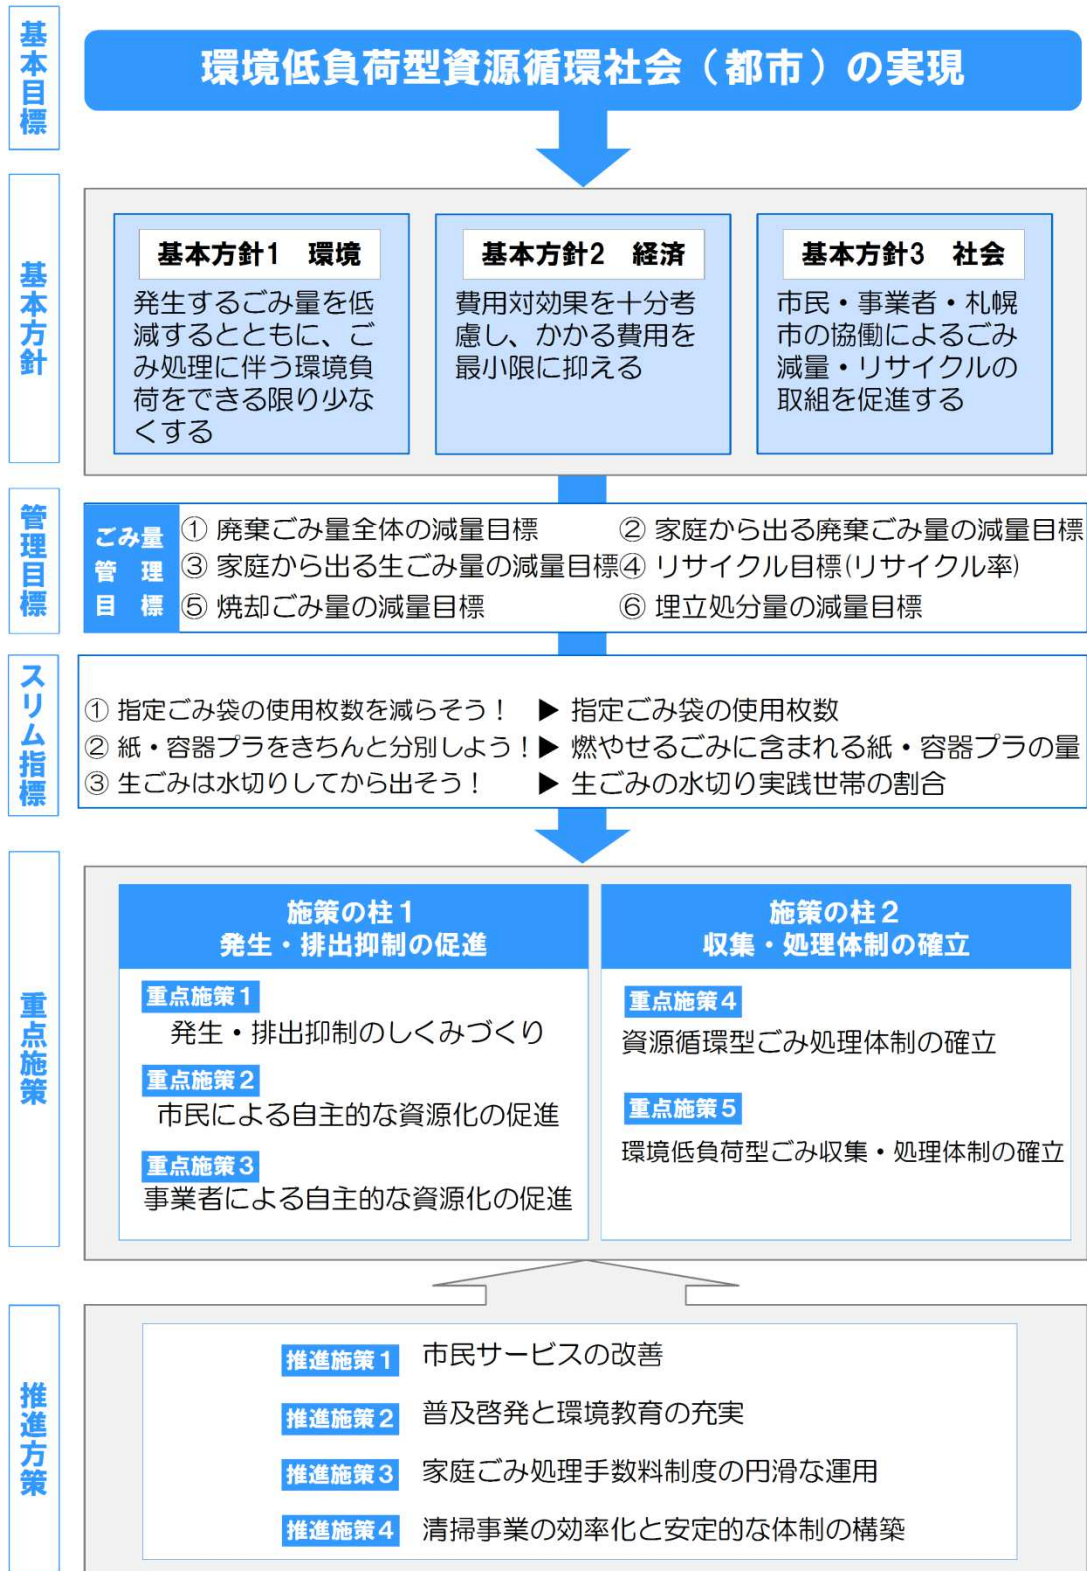 基本目標
環境低負荷型資源循環社会（都市）の実現
基本方針
基本方針1　環境
発生するごみ量を低
減するとともに、ご
み処理に伴う環境負
荷をできる限り少な
くする
基本方針2　経済
費用対効果を十分考
慮し、かかる費用を
最小限に抑える
基本方針3　社会
市民・事業者・札幌
市の協働によるごみ
減量・リサイクルの
取組を促進する
管理目標
ごみ量
管　理
目　標
① 廃棄ごみ量全体の減量目標
② 家庭から出る廃棄ごみ量の減量目標
③ 家庭から出る生ごみ量の減量目標
④ リサイクル目標(リサイクル率)
⑤ 焼却ごみ量の減量目標
⑥ 埋立処分量の減量目標
スリム指標
① 指定ごみ袋の使用枚数を減らそう！　▶ 指定ごみ袋の使用枚数
② 紙・容器プラをきちんと分別しよう！▶ 燃やせるごみに含まれる紙・容器プラの量
③ 生ごみは水切りしてから出そう！　▶ 生ごみの水切り実践世帯の割合
重点施策
施策の柱１
発生・排出抑制の促進
重点施策１
発生・排出抑制のしくみづくり
重点施策２
市民による自主的な資源化の促進
重点施策３
事業者による自主的な資源化の促進
施策の柱２
収集・処理体制の確立
重点施策４
資源循環型ごみ処理体制の確立
重点施策５
環境低負荷型ごみ収集・処理体制の確立
推進方策
推進施策１　市民サービスの改善
推進施策２　普及啓発と環境教育の充実
推進施策３　家庭ごみ処理手数料制度の円滑な運用
推進施策４　清掃事業の効率化と安定的な体制の構築